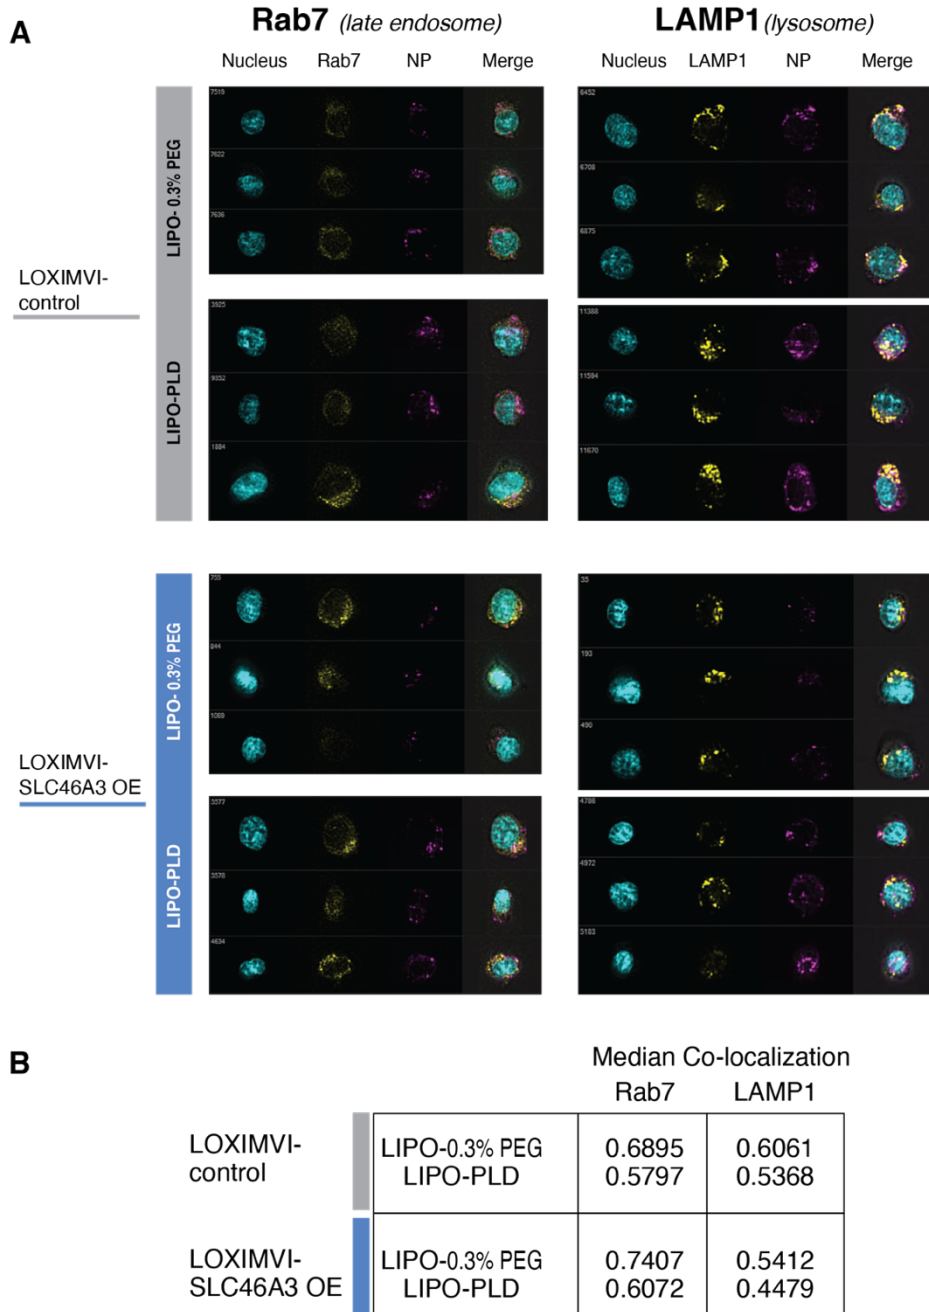 A
Rab7 (late endosome)
LAMP1 (lysosome)
Nucleus Rab7 NP Merge
Nucleus LAMP1 NP Merge
LOXIMVI-
control
LIPO- 0.3% PEG
7519
7622
7636
6452
6708
6875
LIPO-PLD
3925
9352
1884
11388
11594
11670
LOXIMVI-
SLC46A3 OE
LIPO- 0.3% PEG
755
844
1069
35
193
490
LIPO-PLD
3577
3578
4634
4788
4972
5183
B
Median Co-localization
Rab7 LAMP1
LOXIMVI-
control
LIPO-0.3% PEG 0.6895 0.6061
LIPO-PLD 0.5797 0.5368
LOXIMVI-
SLC46A3 OE
LIPO-0.3% PEG 0.7407 0.5412
LIPO-PLD 0.6072 0.4479